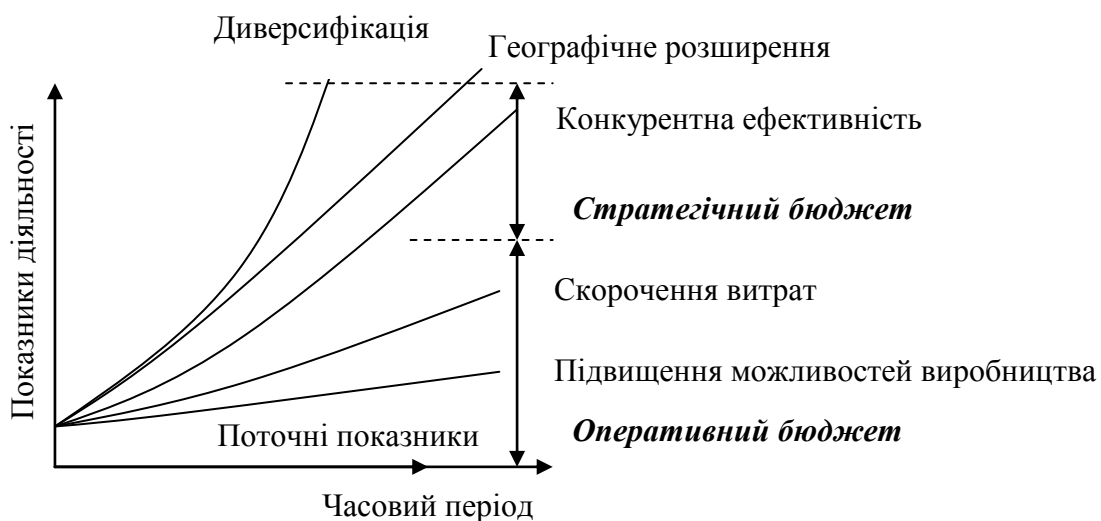 Диверсифікація
Географічне розширення
Конкурентна ефективність
Стратегічний бюджет
Показники діяльності
Скорочення витрат
Підвищення можливостей виробництва
Оперативний бюджет
Поточні показники
Часовий період